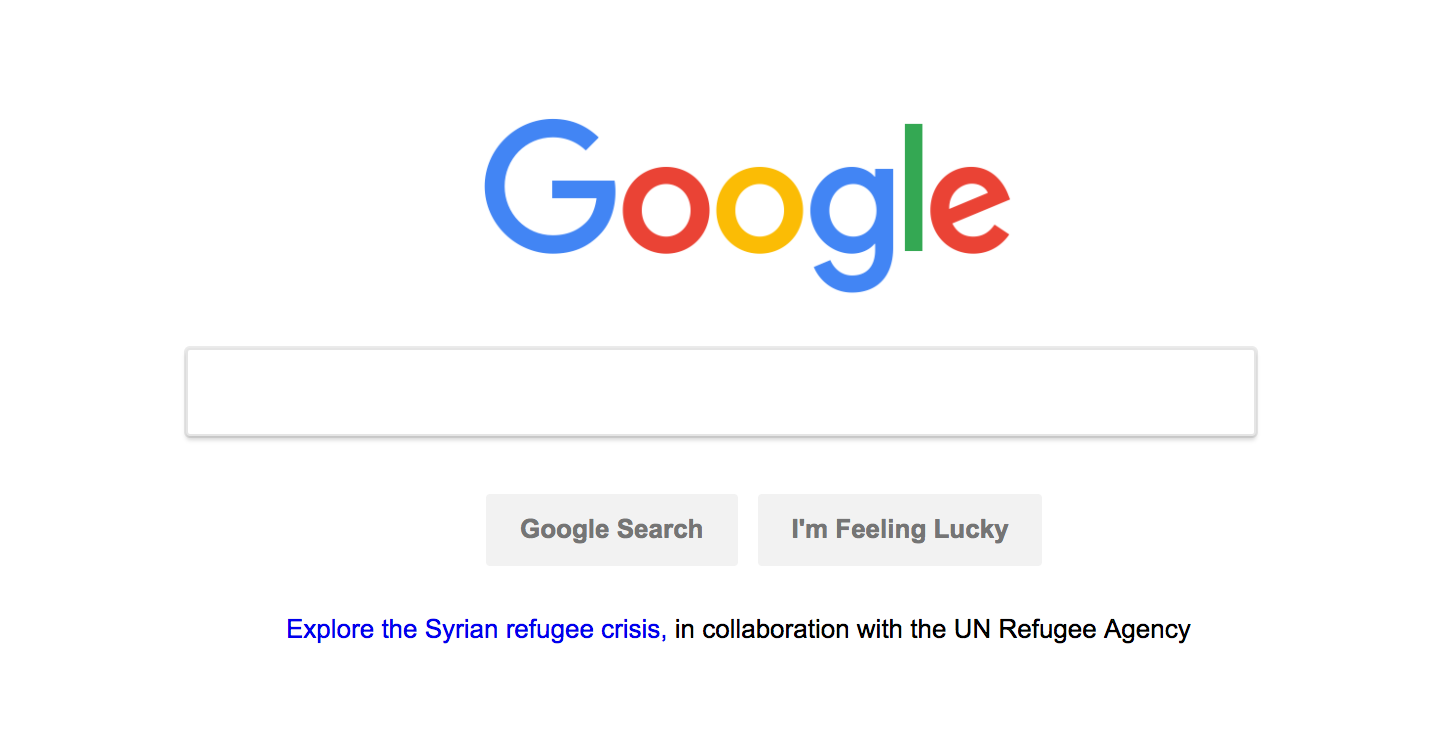 Google
Google Search
I'm Feeling Lucky
Explore the Syrian refugee crisis, in collaboration with the UN Refugee Agency